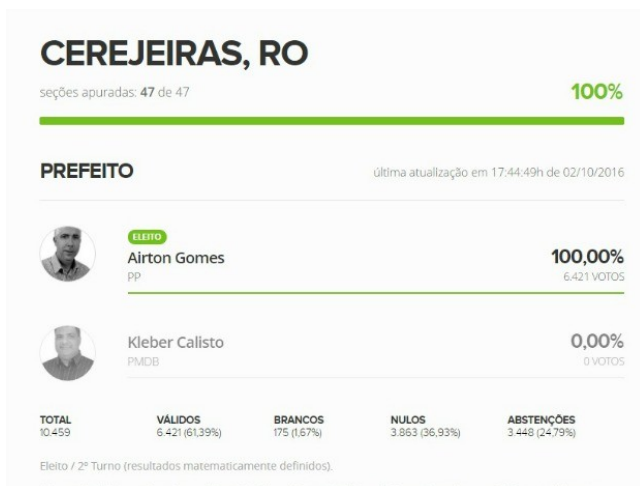 CEREJEIRAS, RO
seções apuradas: 47 de 47
100%
PREFEITO
última atualização em 17:44:49h de 02/10/2016
ELEITO
Airton Gomes
100,00%
PP
6.421 VOTOS
Kleber Calisto
0,00%
PMDB
0 VOTOS
TOTAL VÁLIDOS BRANCOS NULOS ABSTENÇÕES
10.459 6.421 (61,39%) 175 (1,67%) 3.863 (36,93%) 3.448 (24,79%)
Eleito / 2º Turno (resultados matematicamente definidos).